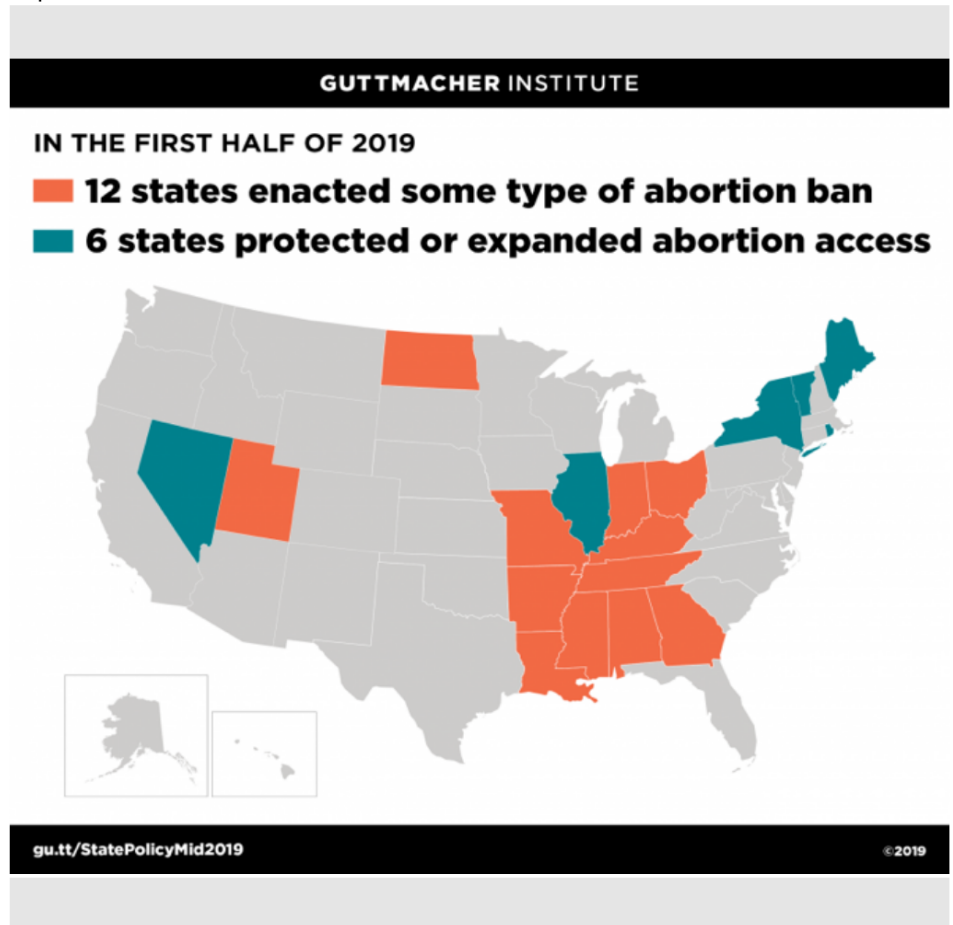 GUTTMACHER INSTITUTE
IN THE FIRST HALF OF 2019
12 states enacted some type of abortion ban
6 states protected or expanded abortion access
gu.tt/StatePolicyMid2019
©2019